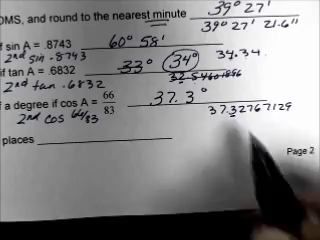 DMS, and round to the nearest minute 39° 27'
39° 27' 21.6"
f sin A = .8743 60° 58'
2nd sin .8743
34.34
if tan A = .6832 33° 34°
2nd tan .6832
a degree if cos A = 66/83 37.3°
2nd cos 66/83
37.32767129
places
Page 2